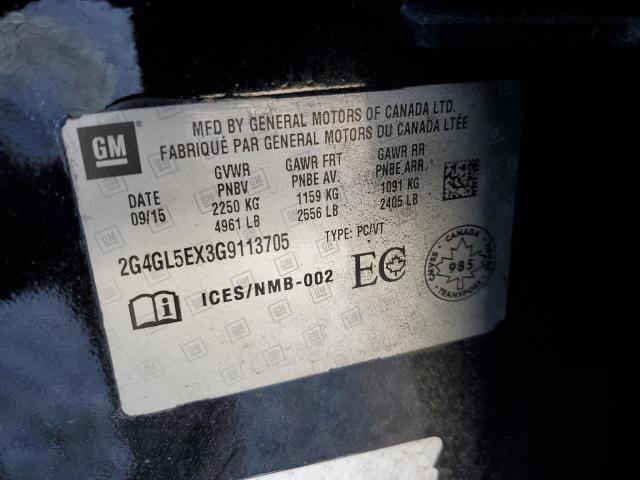 GM
MFD BY GENERAL MOTORS OF CANADA LTD.
FABRIQUÉ PAR GENERAL MOTORS DU CANADA LTÉE
DATE
09/15
GVWR
PNBV
2250 KG
4961 LB
GAWR FRT
PNBE AV.
1159 KG
2556 LB
GAWR RR
PNBE ARR.
1091 KG
2405 LB
2G4GL5EX3G9113705
TYPE: PC/VT
ICES/NMB-002
EC
CANADA
985
TRANSPORT